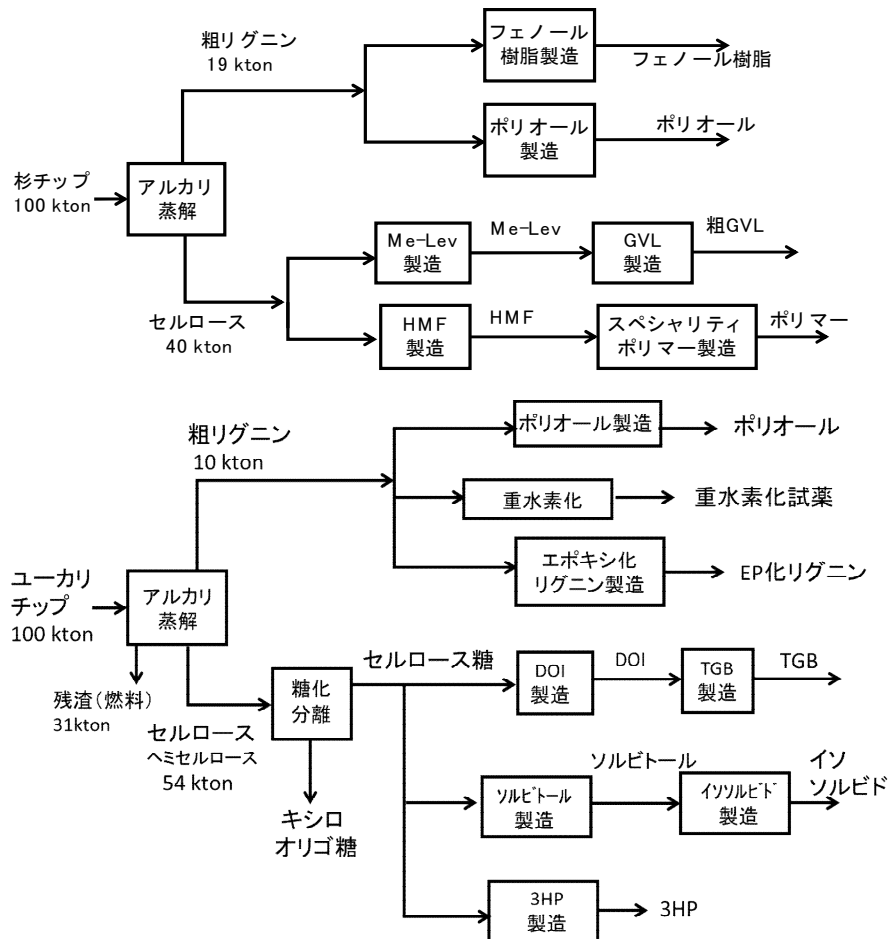 粗リグニン
19 kton
フェノール
樹脂製造
フェノール樹脂
ポリオール
製造
ポリオール
杉チップ
100 kton
アルカリ
蒸解
Me-Lev
製造
Me-Lev
GVL
製造
粗GVL
セルロース
40 kton
HMF
製造
HMF
スペシャリティ
ポリマー製造
ポリマー
粗リグニン
10 kton
ポリオール製造
ポリオール
重水素化
重水素化試薬
エポキシ化
リグニン製造
EP化リグニン
ユーカリ
チップ
100 kton
アルカリ
蒸解
残渣(燃料)
31kton
セルロース
ヘミセルロース
54 kton
糖化
分離
キシロ
オリゴ糖
セルロース糖
DOI
製造
DOI
TGB
製造
TGB
ソルビトール
製造
ソルビトール
イソソルビド
製造
イソ
ソルビド
3HP
製造
3HP